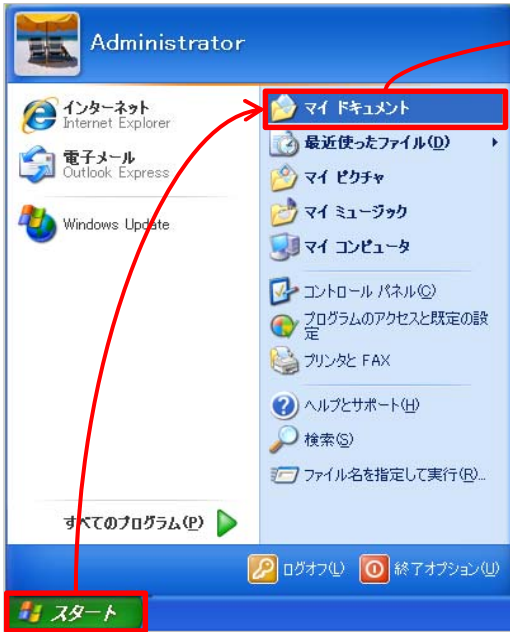 Administrator
インターネット
Internet Explorer
電子メール
Outlook Express
Windows Update
すべてのプログラム(P)
マイ ドキュメント
最近使ったファイル(D)
マイ ピクチャ
マイ ミュージック
マイ コンピュータ
コントロール パネル(C)
プログラムのアクセスと既定の設
定
プリンタと FAX
ヘルプとサポート(H)
検索(S)
ファイル名を指定して実行(R)...
ログオフ(L)
終了オプション(U)
スタート